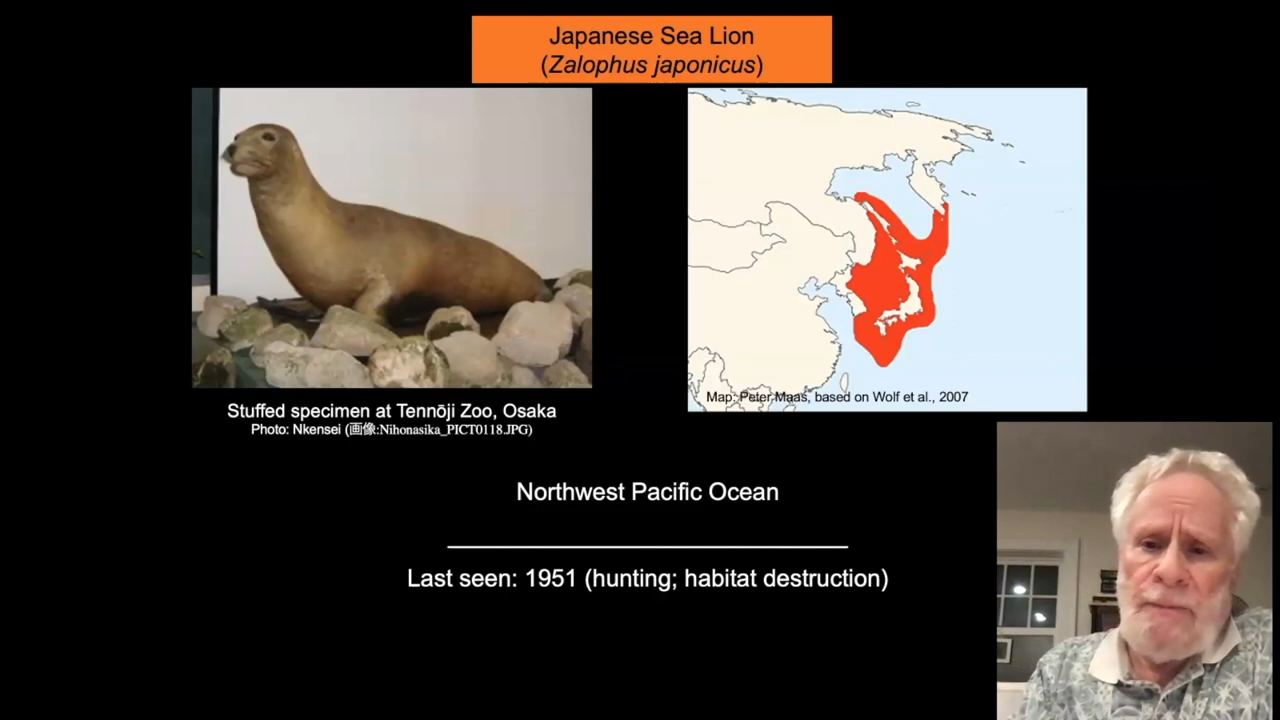 Japanese Sea Lion
(Zalophus japonicus)
Map: Peter Maas, based on Wolf et al., 2007
Stuffed specimen at Tennōji Zoo, Osaka
Photo: Nkensei (画像:Nihonasika_PICT0118.JPG)
Northwest Pacific Ocean
Last seen: 1951 (hunting; habitat destruction)